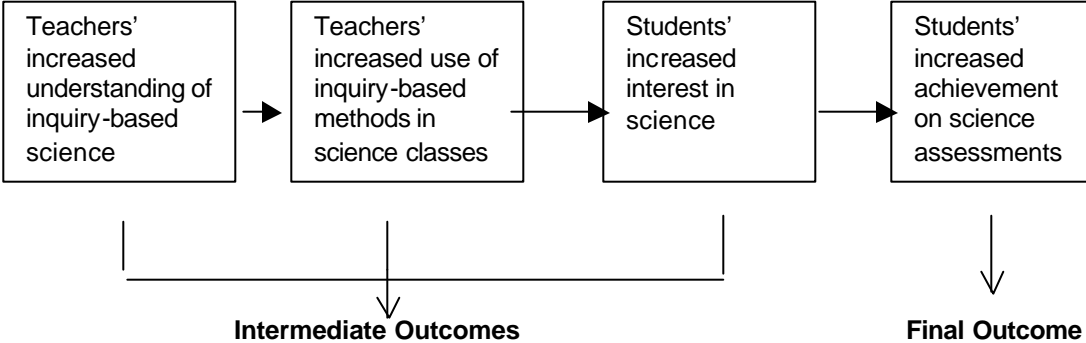 Teachers’
increased
understanding of
inquiry-based
science
Teachers’
increased use of
inquiry-based
methods in
science classes
Students’
increased
interest in
science
Students’
increased
achievement
on science
assessments
Intermediate Outcomes
Final Outcome